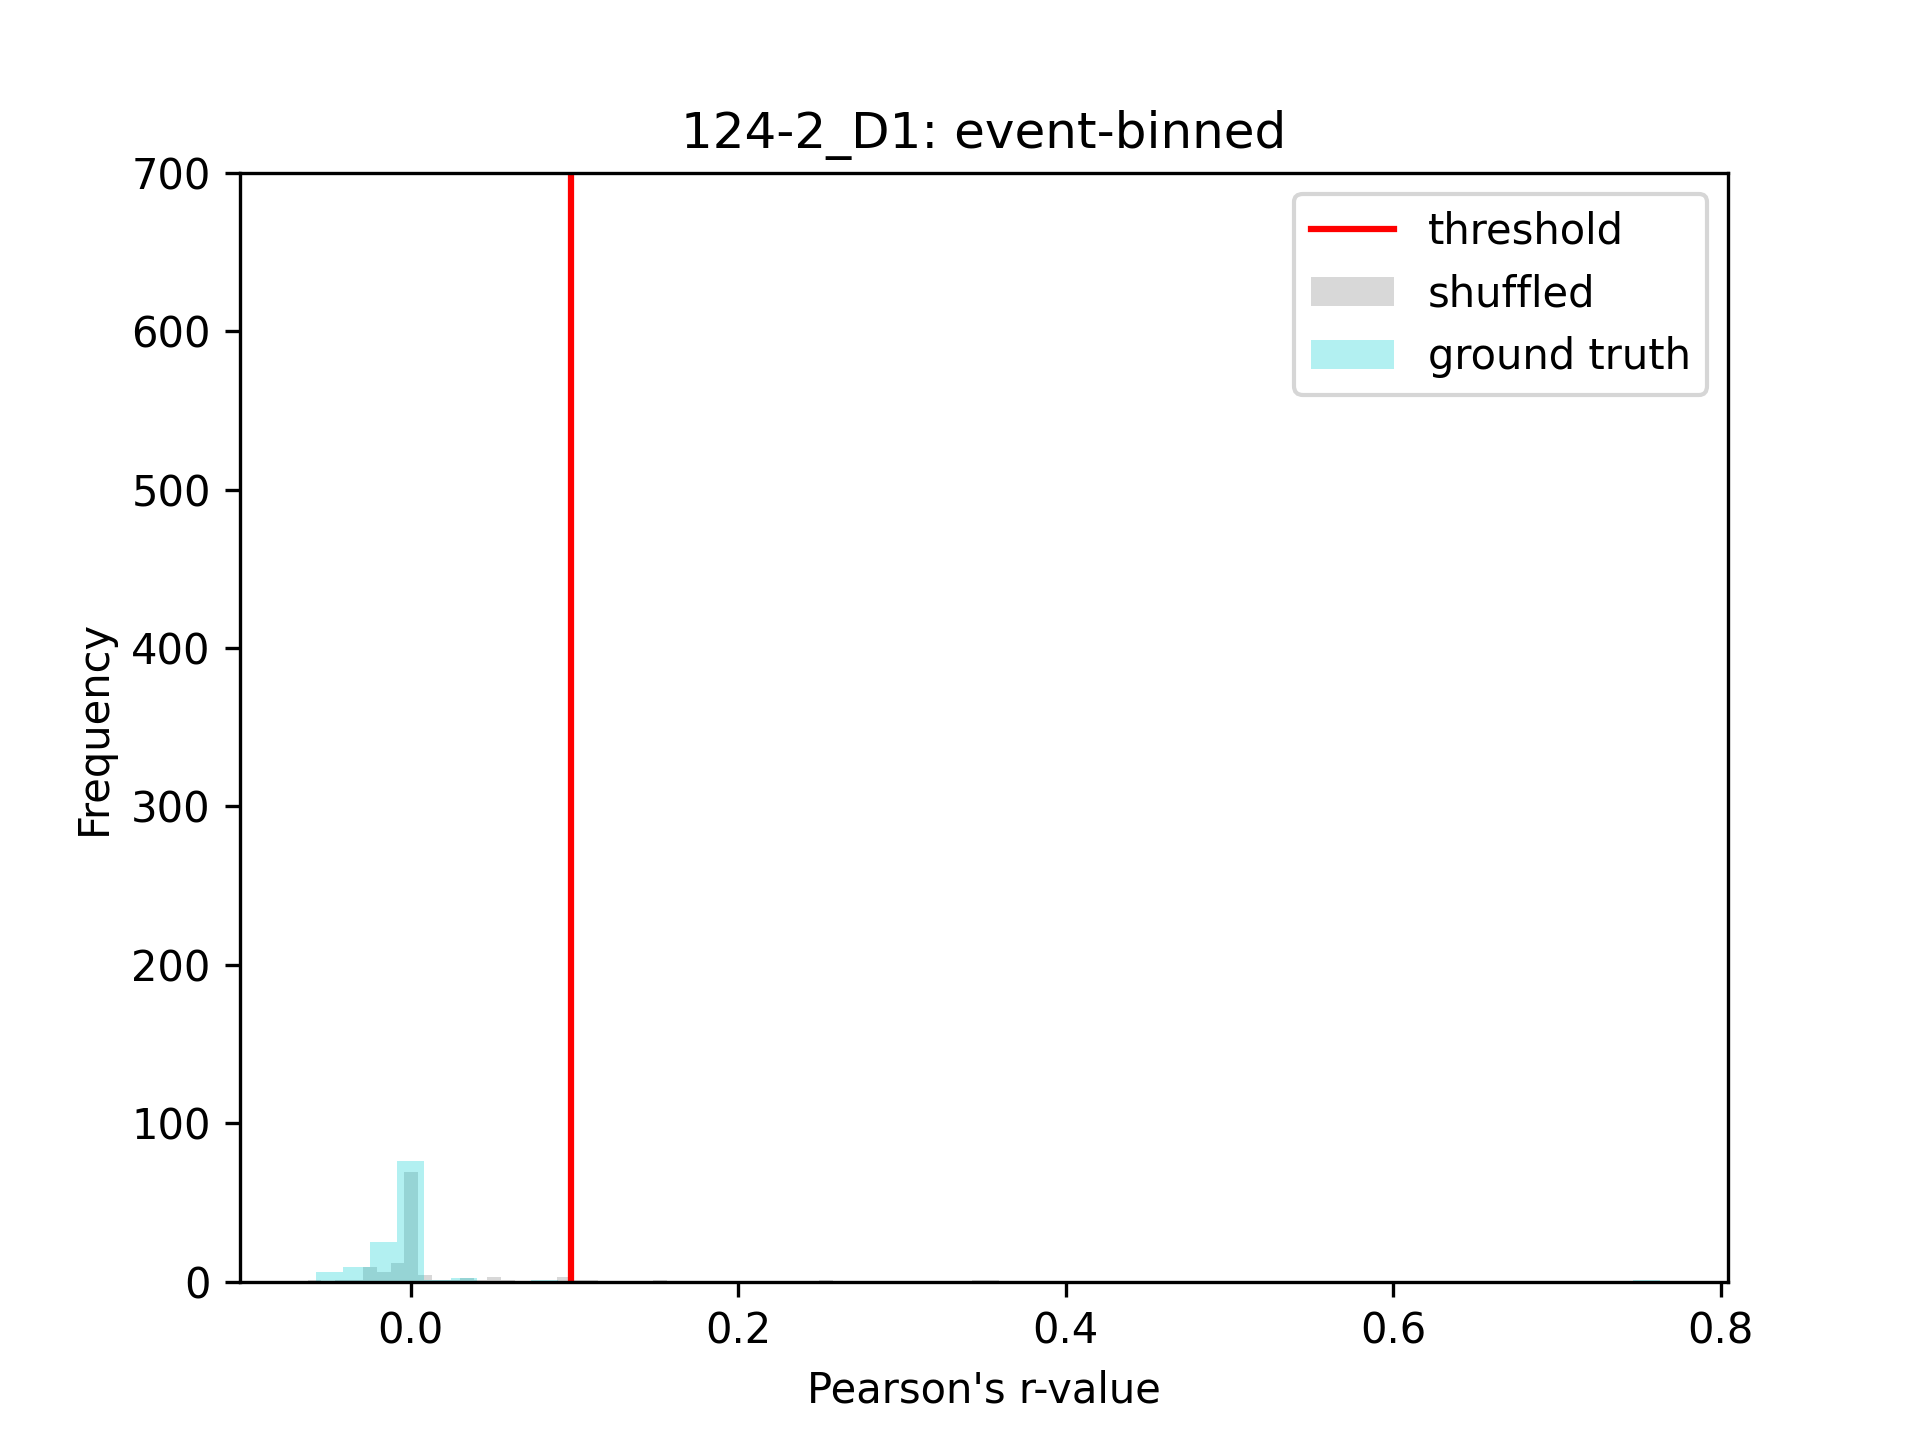 124-2_D1: event-binned
700
600
500
400
300
200
100
0
Frequency
threshold
shuffled
ground truth
0.0 0.2 0.4 0.6 0.8
Pearson's r-value